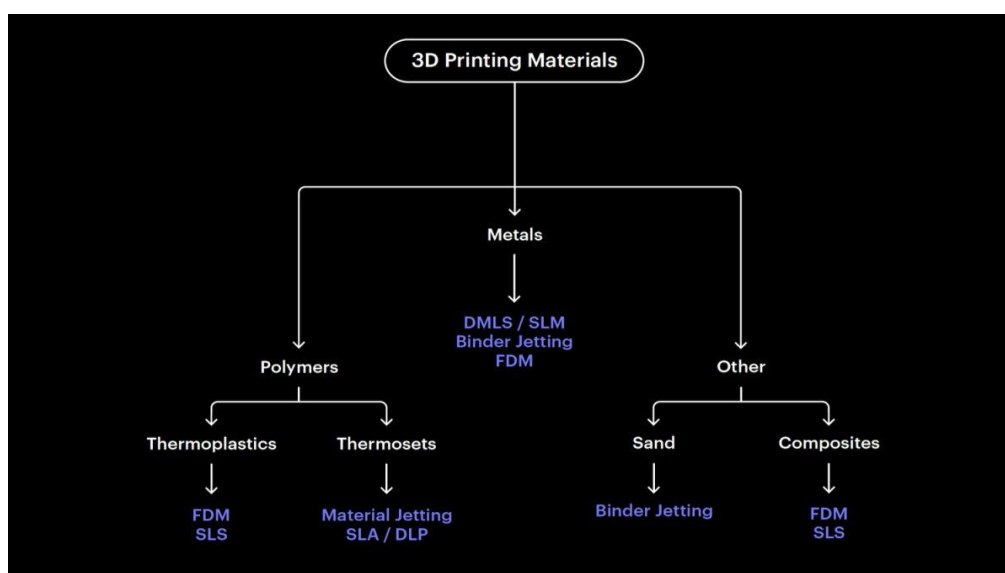 3D Printing Materials
Metals
DMLS / SLM
Binder Jetting
FDM
Polymers
Other
Thermoplastics
Thermosets
Sand
Composites
FDM
SLS
Material Jetting
SLA / DLP
Binder Jetting
FDM
SLS